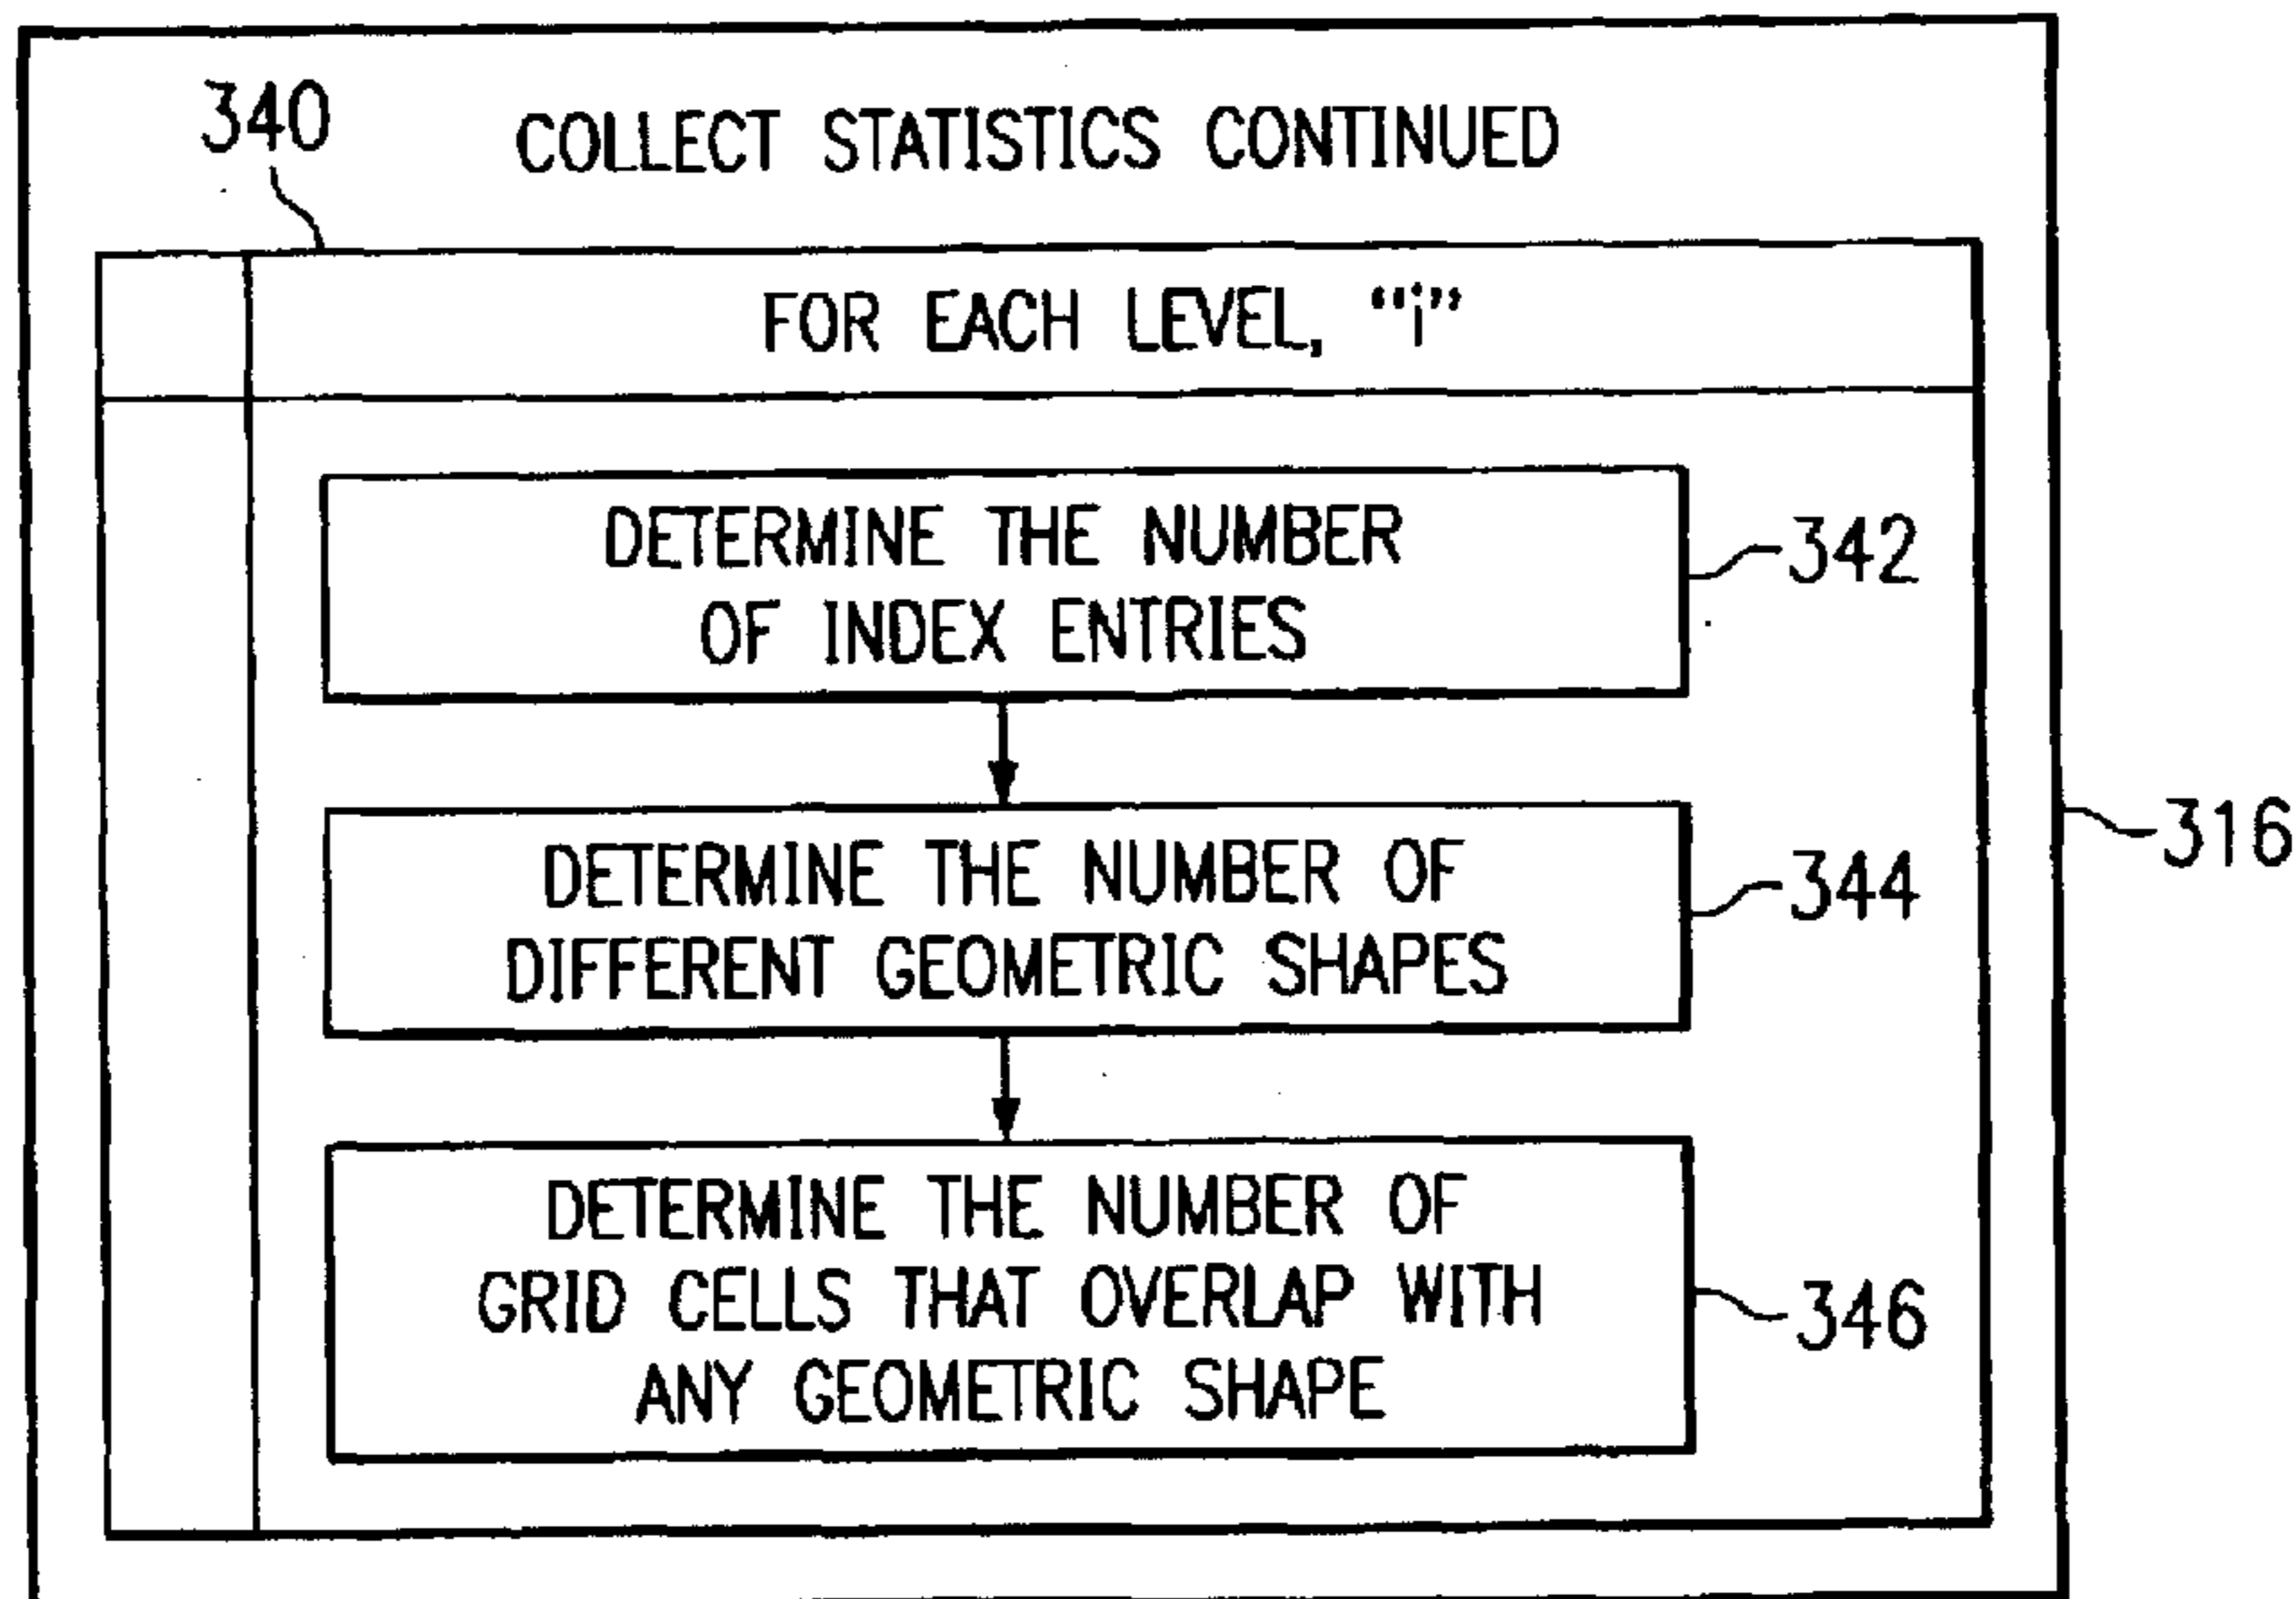 340
COLLECT STATISTICS CONTINUED
FOR EACH LEVEL, "i"
DETERMINE THE NUMBER
OF INDEX ENTRIES
342
DETERMINE THE NUMBER OF
DIFFERENT GEOMETRIC SHAPES
344
316
DETERMINE THE NUMBER OF
GRID CELLS THAT OVERLAP WITH
ANY GEOMETRIC SHAPE
346